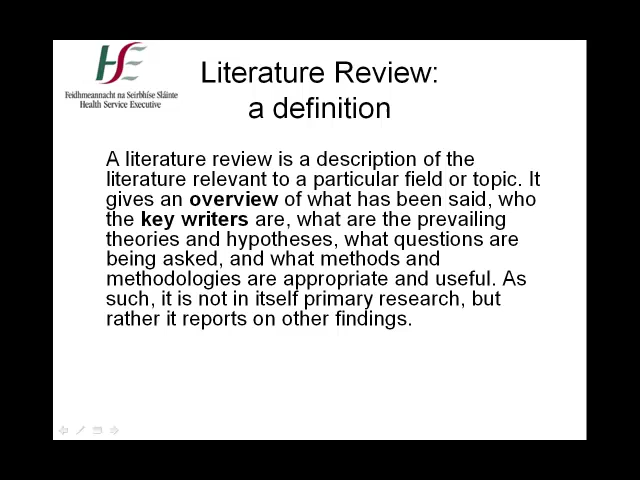 HSE
Feidhmeannacht na Seirbhíse Sláinte
Health Service Executive
Literature Review:
a definition
A literature review is a description of the
literature relevant to a particular field or topic. It
gives an overview of what has been said, who
the key writers are, what are the prevailing
theories and hypotheses, what questions are
being asked, and what methods and
methodologies are appropriate and useful. As
such, it is not in itself primary research, but
rather it reports on other findings.